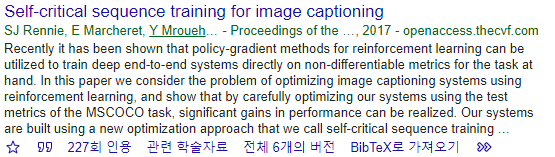 Self-critical sequence training for image captioning
SJ Rennie, E Marcheret, Y Mroueh… - Proceedings of the …, 2017 - openaccess.thecvf.com
Recently it has been shown that policy-gradient methods for reinforcement learning can be
utilized to train deep end-to-end systems directly on non-differentiable metrics for the task at
hand. In this paper we consider the problem of optimizing image captioning systems using
reinforcement learning, and show that by carefully optimizing our systems using the test
metrics of the MSCOCO task, significant gains in performance can be realized. Our systems
are built using a new optimization approach that we call self-critical sequence training …
227회 인용 관련 학술자료 전체 6개의 버전 BibTeX로 가져오기